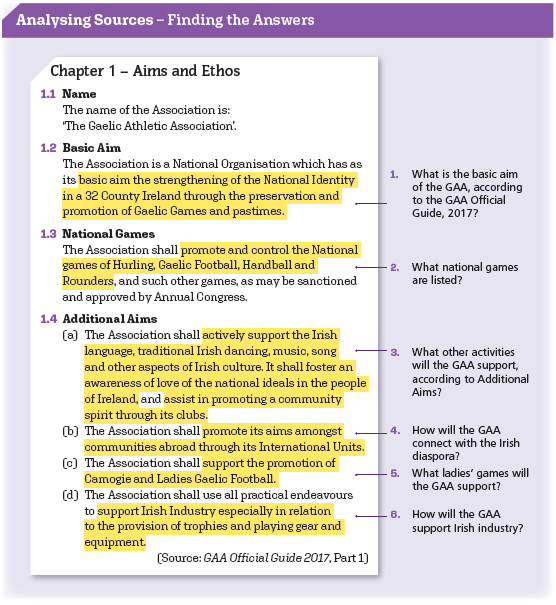 Analysing Sources – Finding the Answers
Chapter 1 – Aims and Ethos
1.1 Name
The name of the Association is:
‘The Gaelic Athletic Association’.
1.2 Basic Aim
The Association is a National Organisation which has as
its basic aim the strengthening of the National Identity
in a 32 County Ireland through the preservation and
promotion of Gaelic Games and pastimes.
1.3 National Games
The Association shall promote and control the National
games of Hurling, Gaelic Football, Handball and
Rounders, and such other games, as may be sanctioned
and approved by Annual Congress.
1.4 Additional Aims
(a) The Association shall actively support the Irish
language, traditional Irish dancing, music, song
and other aspects of Irish culture. It shall foster an
awareness of love of the national ideals in the people
of Ireland, and assist in promoting a community
spirit through its clubs.
(b) The Association shall promote its aims amongst
communities abroad through its International Units.
(c) The Association shall support the promotion of
Camogie and Ladies Gaelic Football.
(d) The Association shall use all practical endeavours
to support Irish Industry especially in relation
to the provision of trophies and playing gear and
equipment.
(Source: GAA Official Guide 2017, Part 1)
1. What is the basic aim
of the GAA, according
to the GAA Official
Guide, 2017?
2. What national games
are listed?
3. What other activities
will the GAA support,
according to Additional
Aims?
4. How will the GAA
connect with the Irish
diaspora?
5. What ladies’ games will
the GAA support?
6. How will the GAA
support Irish industry?